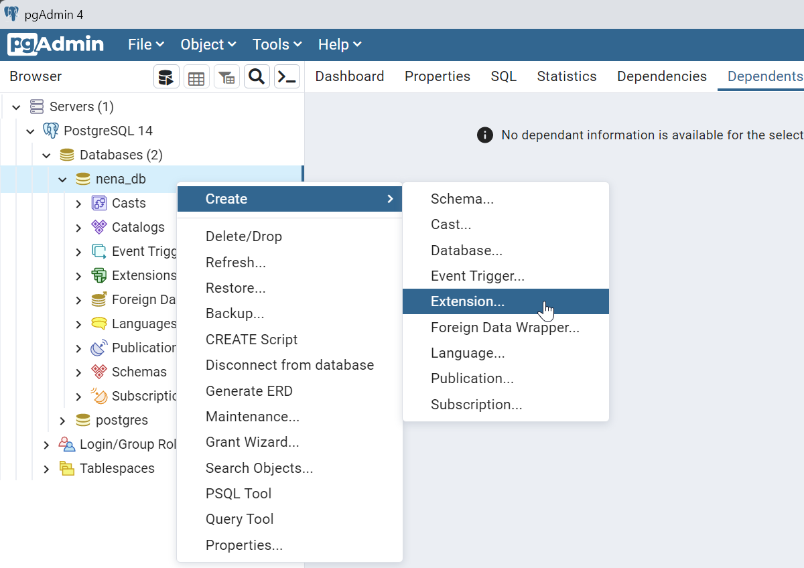 pgAdmin 4
pgAdmin File Object Tools Help
Browser Dashboard Properties SQL Statistics Dependencies Dependents
Servers (1)
No dependant information is available for the select
PostgreSQL 14
Databases (2)
nena_db
Casts
Catalogs
Event Trigg
Extensions
Foreign Da
Languages
Publication
Schemas
Subscriptio
postgres
Login/Group Rol
Tablespaces
Create
Delete/Drop
Refresh...
Restore...
Backup...
CREATE Script
Disconnect from database
Generate ERD
Maintenance...
Grant Wizard...
Search Objects...
PSQL Tool
Query Tool
Properties...
Schema...
Cast...
Database...
Event Trigger...
Extension...
Foreign Data Wrapper...
Language...
Publication...
Subscription...